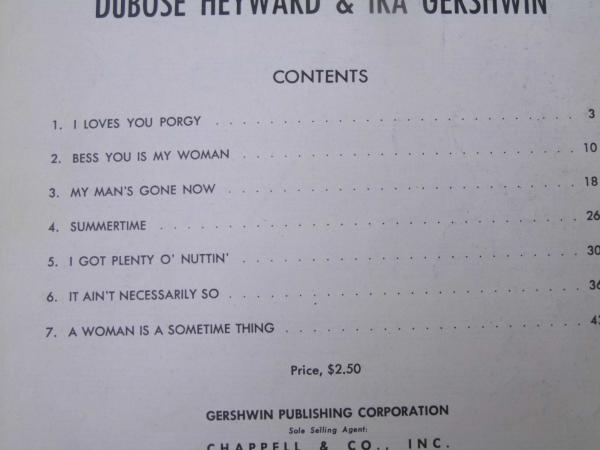 DUBOSE HEYWARD & IRA GERSHWIN
CONTENTS
1. I LOVES YOU PORGY . . . . . . . . . . . . . . . . . . . . . . . . 3
2. BESS YOU IS MY WOMAN . . . . . . . . . . . . . . . . . . . . . . 10
3. MY MAN'S GONE NOW . . . . . . . . . . . . . . . . . . . . . . . 18
4. SUMMERTIME . . . . . . . . . . . . . . . . . . . . . . . . . . . . 26
5. I GOT PLENTY O' NUTTIN' . . . . . . . . . . . . . . . . . . . . . . 30
6. IT AIN'T NECESSARILY SO . . . . . . . . . . . . . . . . . . . . . . 36
7. A WOMAN IS A SOMETIME THING . . . . . . . . . . . . . . . . . .
Price, $2.50
GERSHWIN PUBLISHING CORPORATION
Sole Selling Agent:
CHAPPELL & CO., INC.